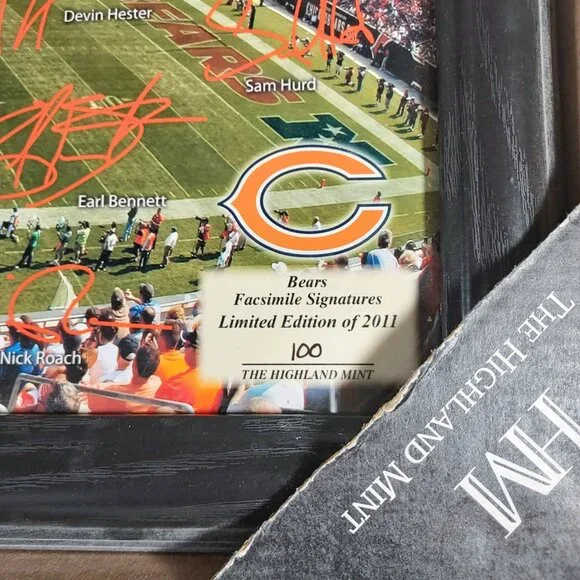 Devin Hester
Sam Hurd
BEARS
Earl Bennett
Nick Roach
Bears
Facsimile Signatures
Limited Edition of 2011
100
THE HIGHLAND MINT
HM
THE HIGHLAND MINT